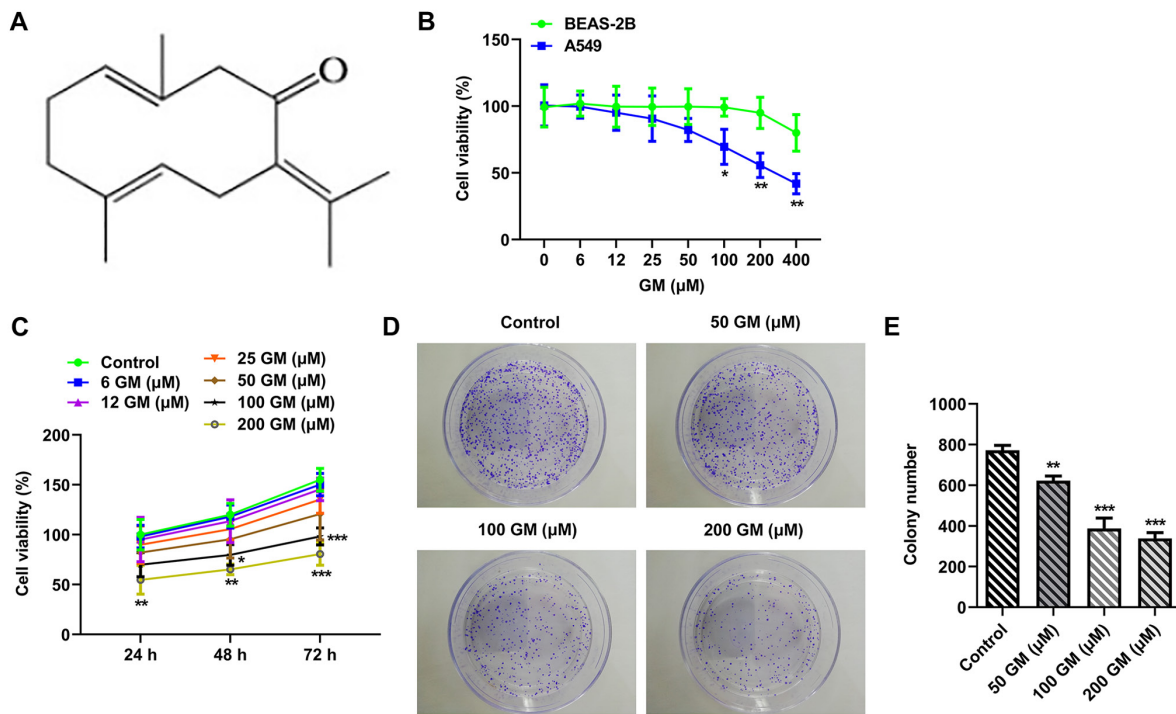 A
O
B
BEAS-2B
A549
Cell viability (%)
150
100
50
0
*
**
**
0 6 12 25 50 100 200 400
GM (µM)
C
Control
6 GM (µM)
12 GM (µM)
25 GM (µM)
50 GM (µM)
100 GM (µM)
200 GM (µM)
Cell viability (%)
200
150
100
50
0
***
*
**
**
***
24 h 48 h 72 h
D
Control
50 GM (µM)
100 GM (µM)
200 GM (µM)
E
Colony number
1000
800
600
400
200
0
**
***
***
Control
50 GM (µM)
100 GM (µM)
200 GM (µM)